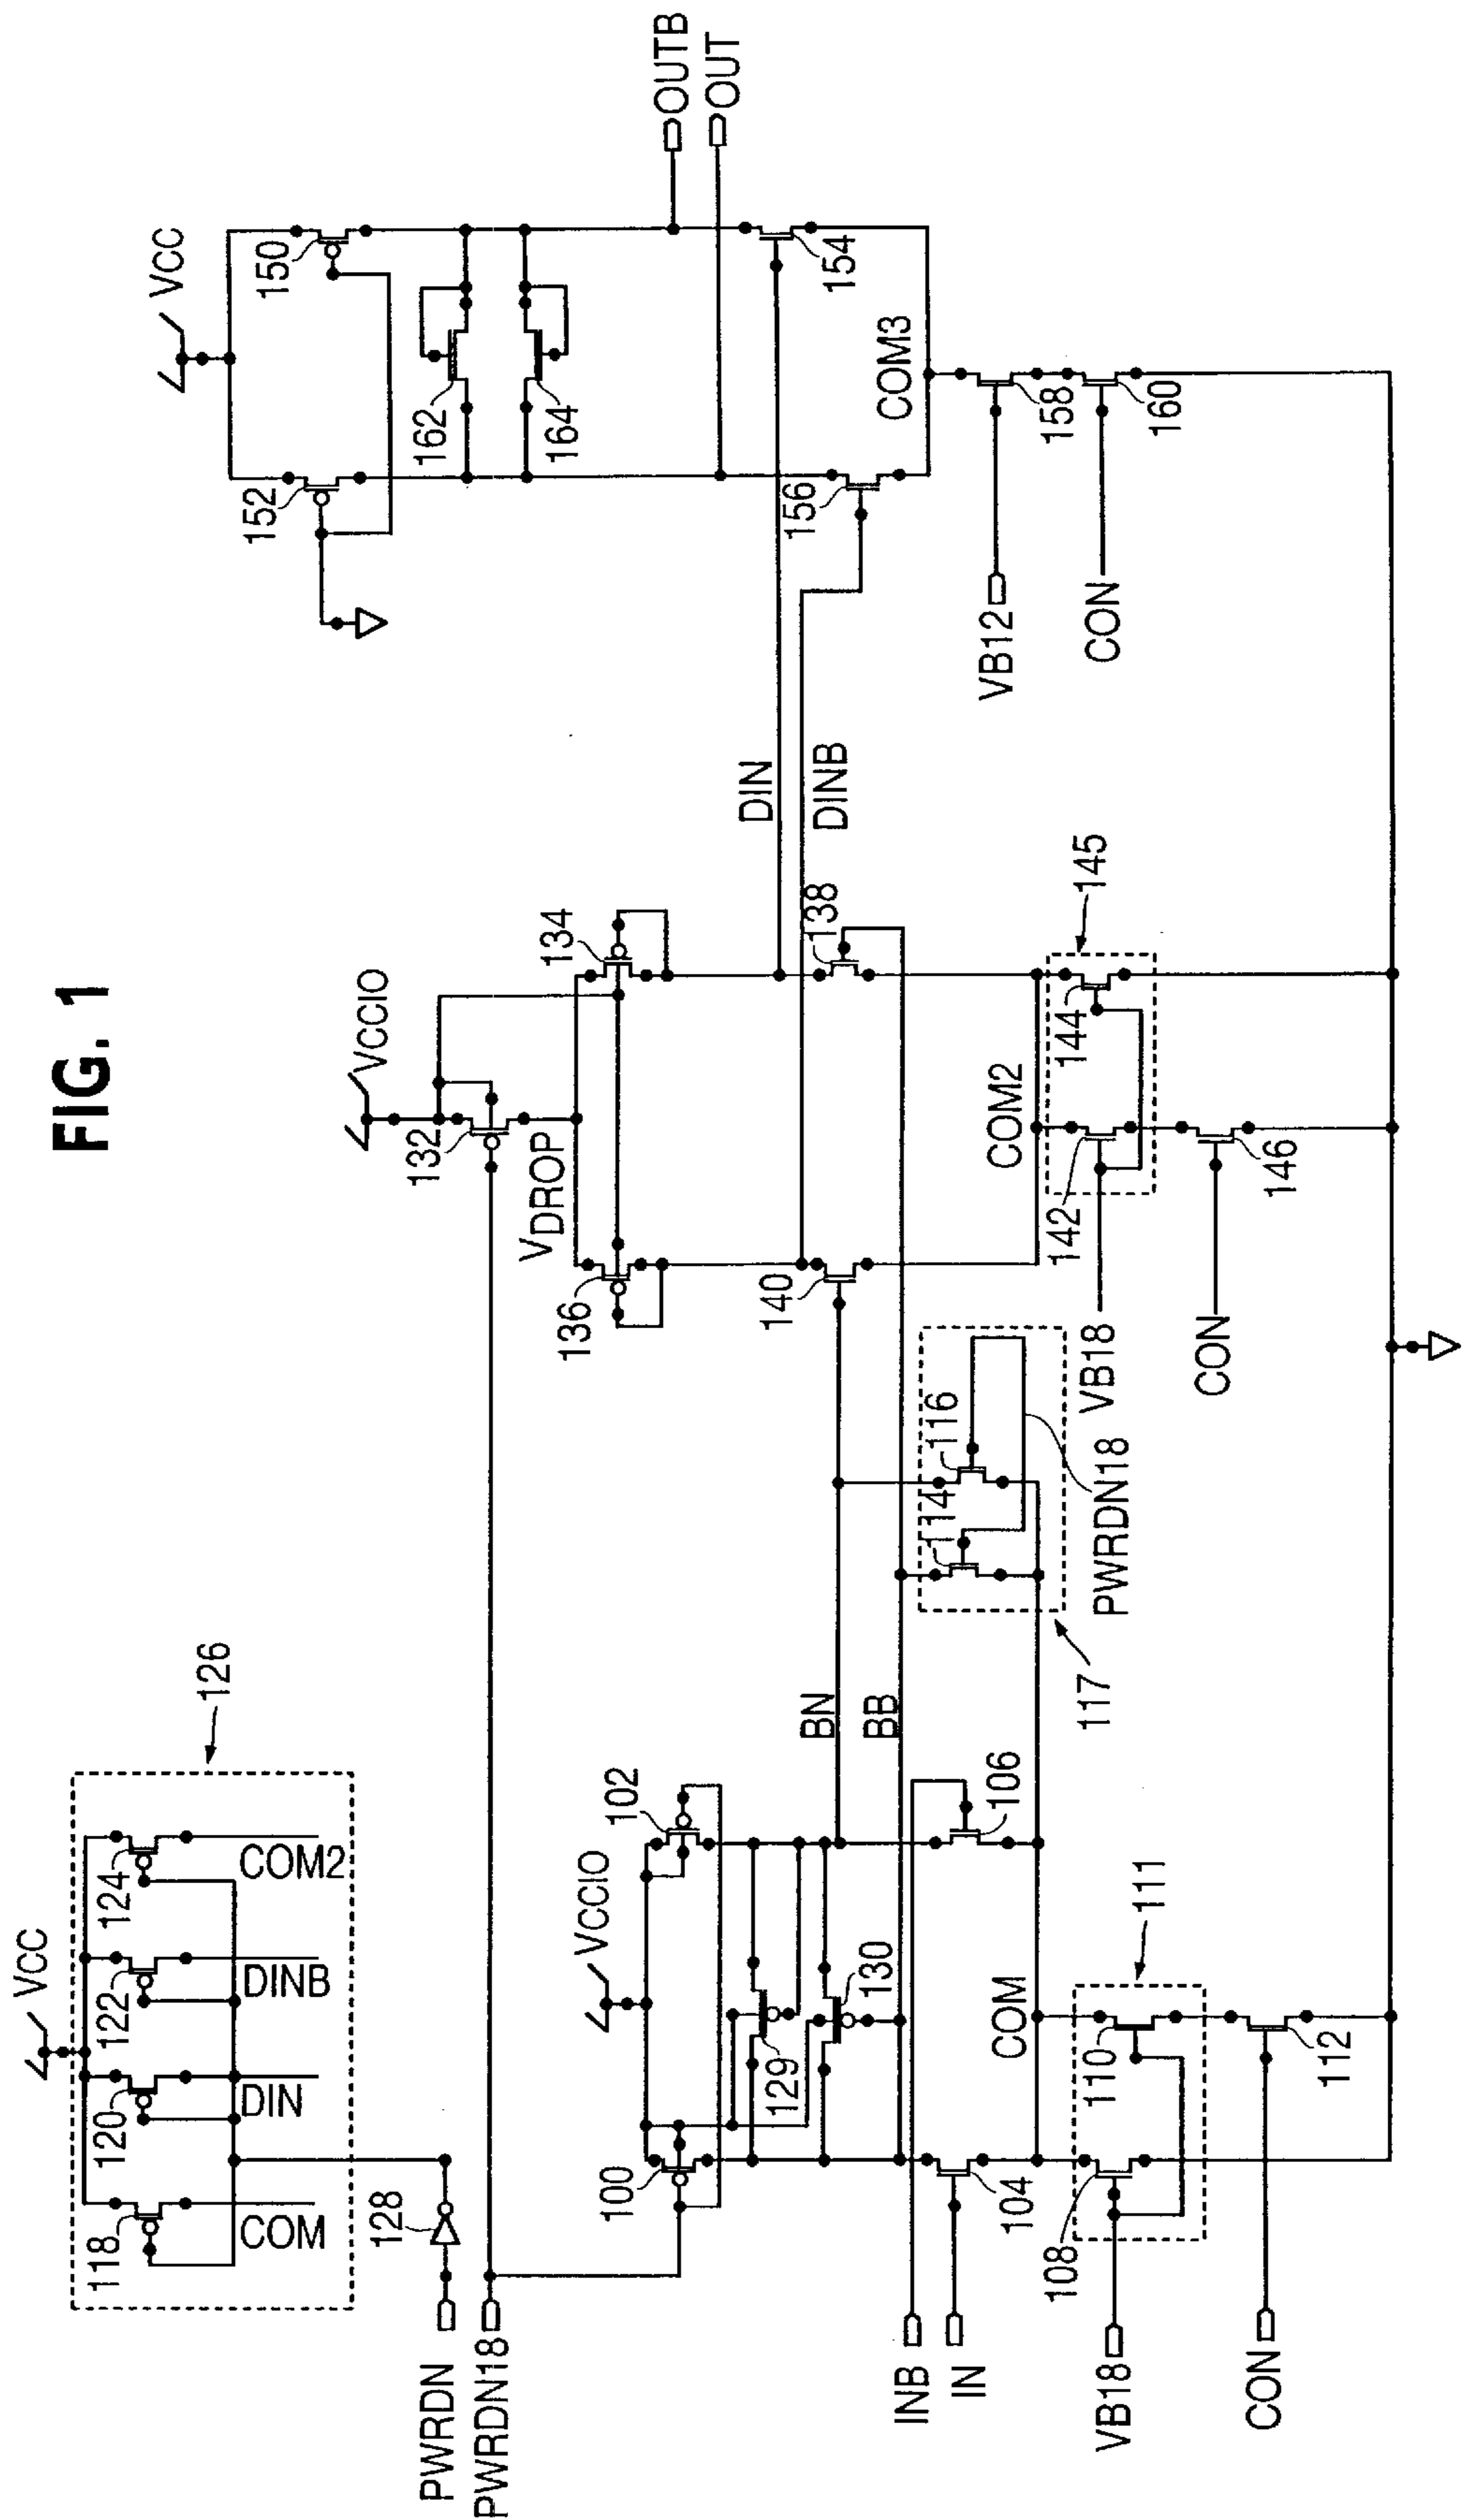 FIG. 1
VCC
126
118
120
122
124
COM
DIN
DINB
COM2
PWRDN
128
PWRDN18
VCCIO
100
102
129
130
BN
BB
INB
IN
104
106
COM
111
108
110
VB18
CON
112
117
114
116
PWRDN18
VCCIO
132
VDROP
134
136
DIN
DINB
138
140
COM2
145
142
144
VB18
CON
146
VCC
150
152
162
164
OUTB
OUT
154
156
COM3
VB12
158
CON
160